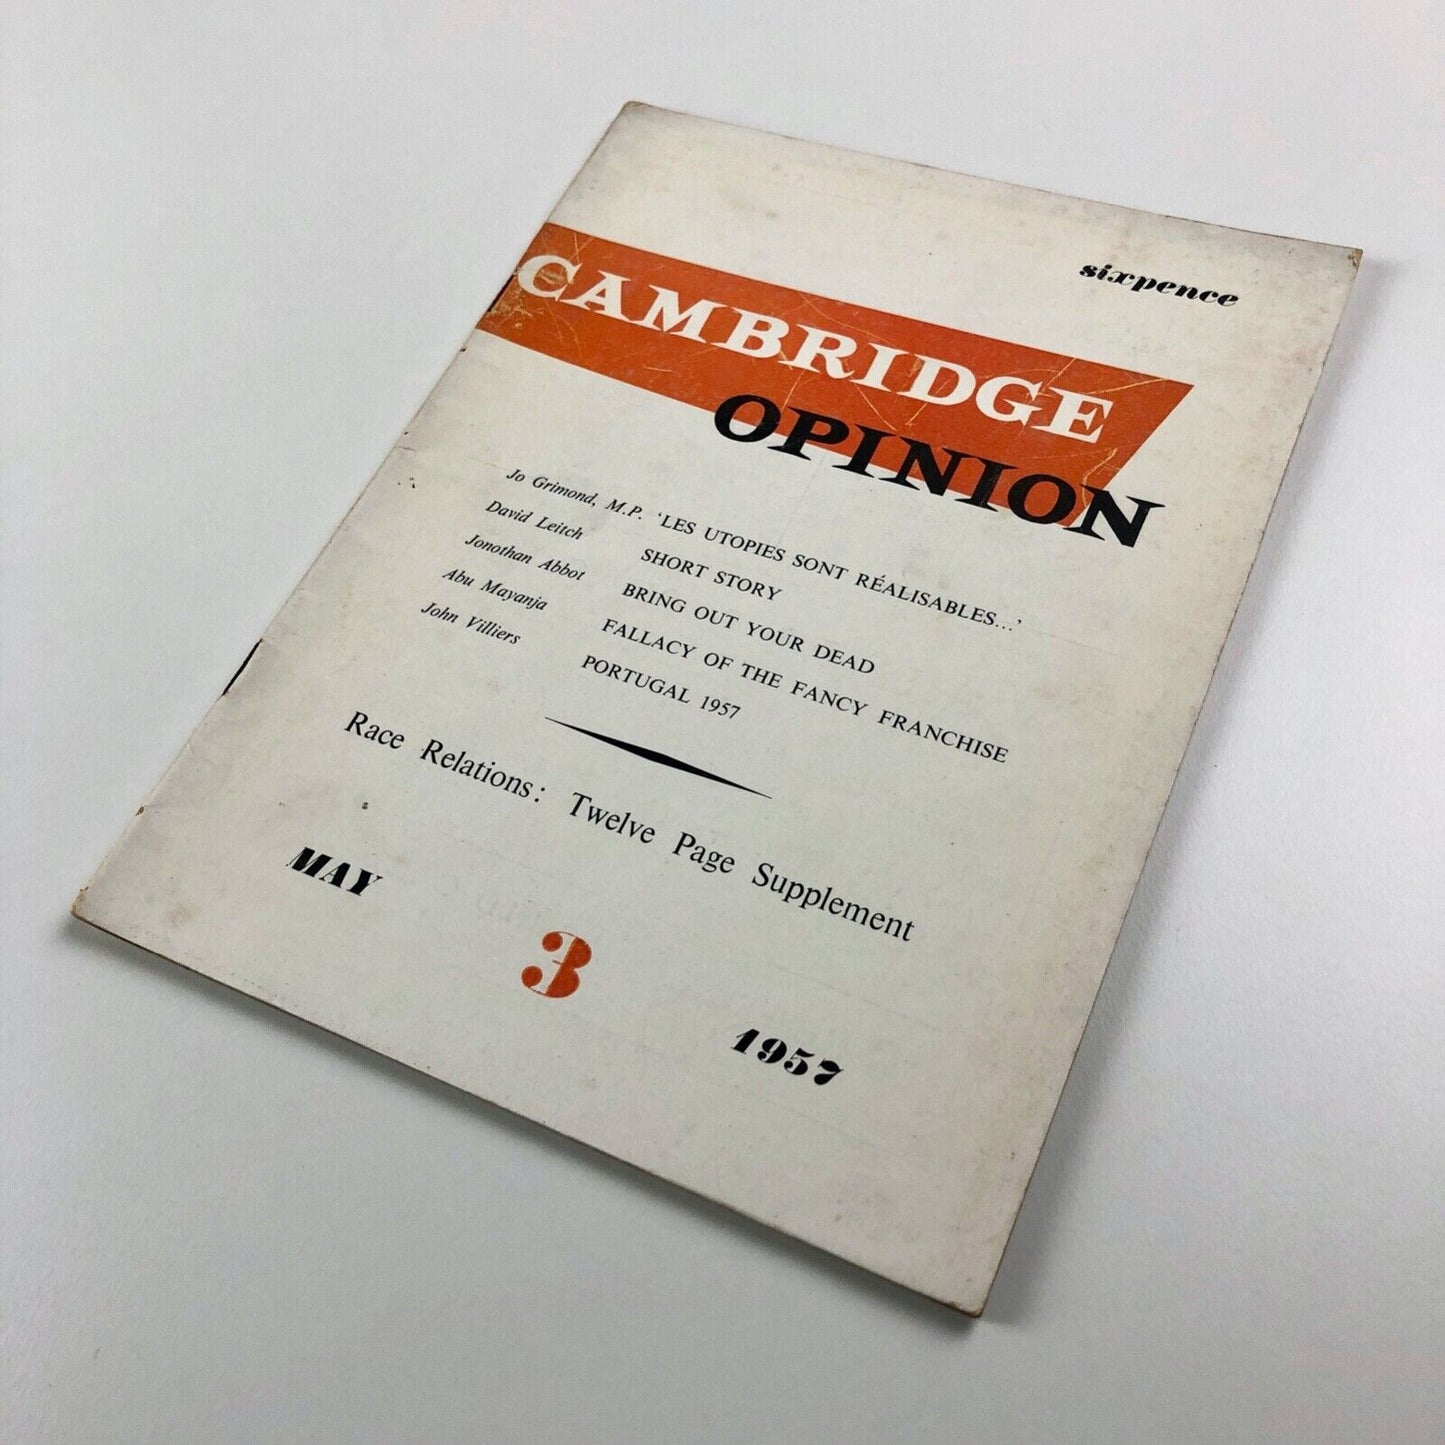 sixpence
CAMBRIDGE
OPINION
Jo Grimond, M.P. 'LES UTOPIES SONT RÉALISABLES...'
David Leitch SHORT STORY
Jonothan Abbot BRING OUT YOUR DEAD
Abu Mayanja FALLACY OF THE FANCY FRANCHISE
John Villiers PORTUGAL 1957
Race Relations: Twelve Page Supplement
MAY 3 1957